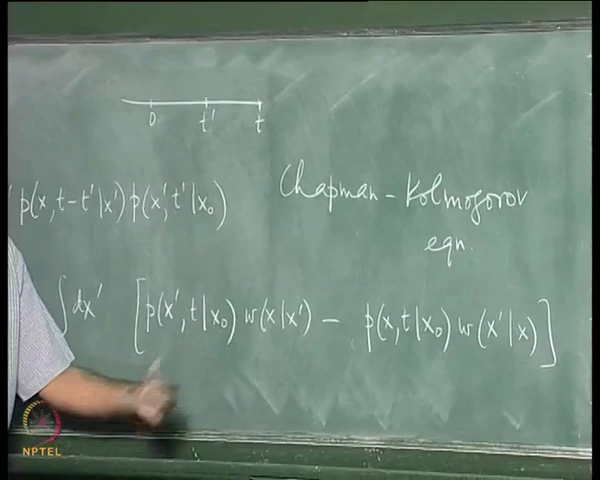 0 t' t
' p(x, t-t' | x') p(x', t' | x₀)
Chapman - Kolmogorov
eqn.
∫ dx' [ p(x', t | x₀) w(x | x') - p(x, t | x₀) w(x' | x) ]
NPTEL